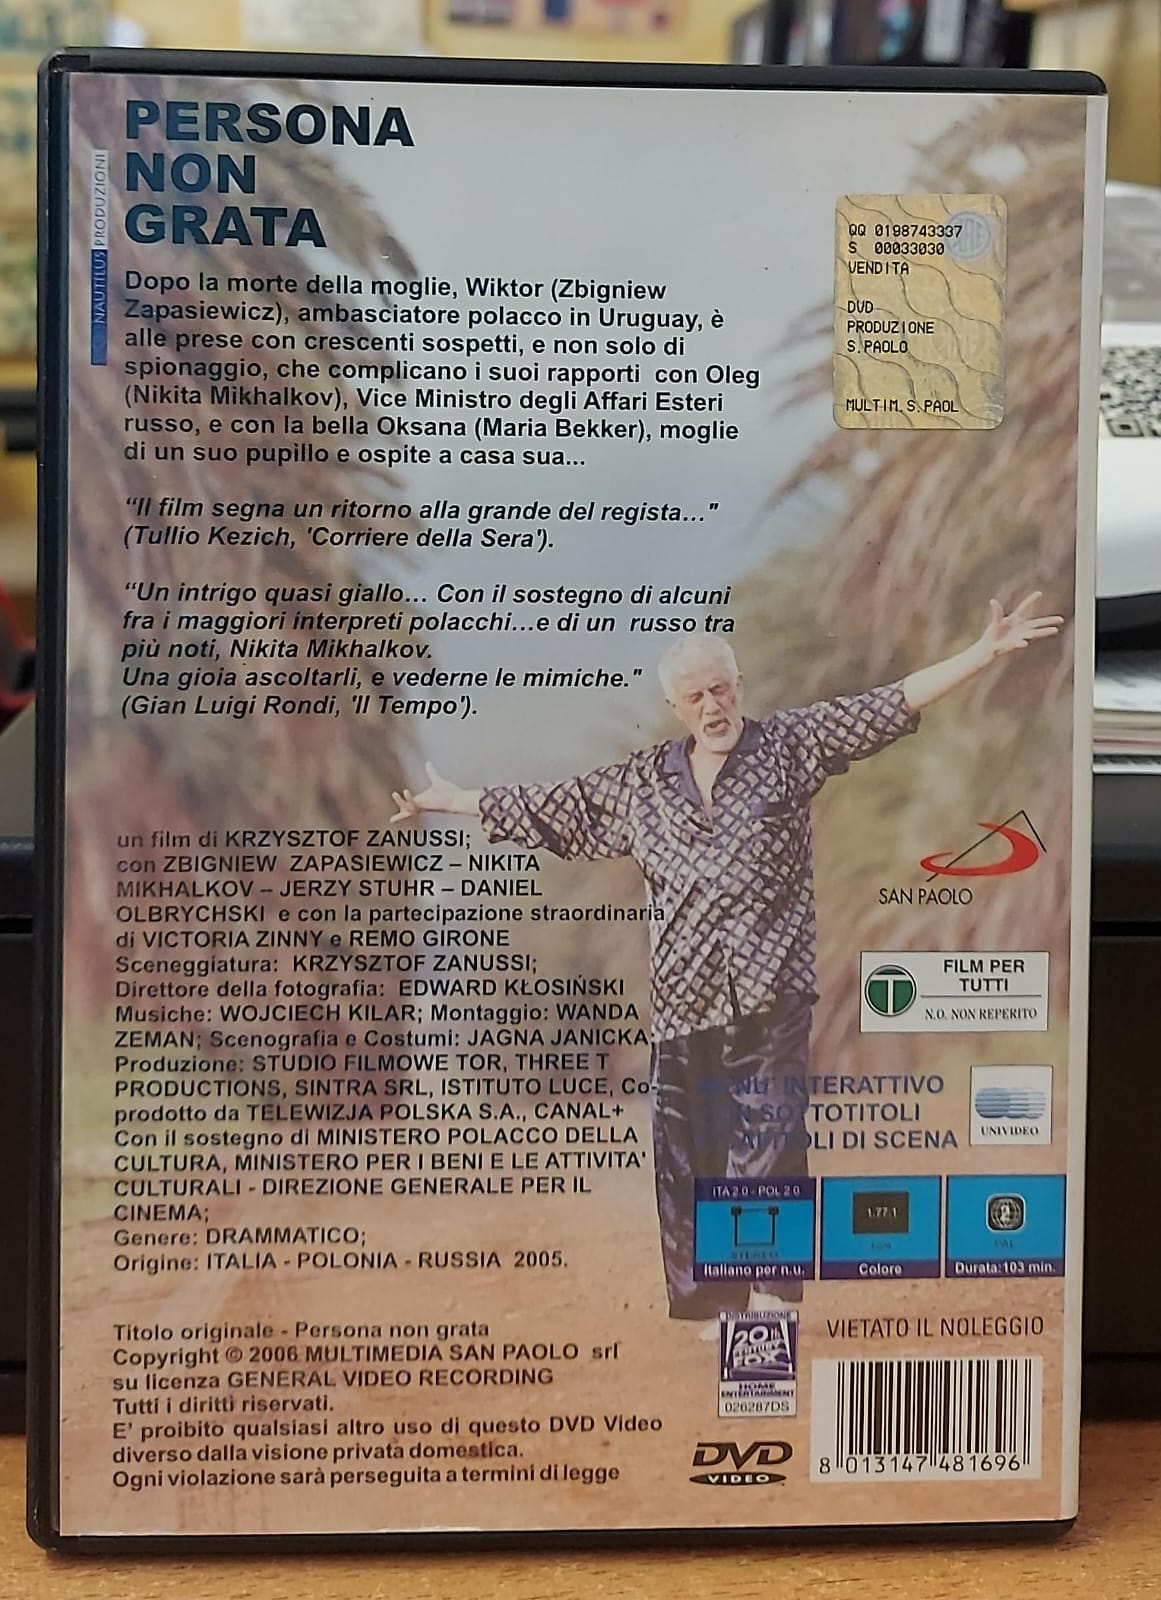 PERSONA
NON
GRATA
NAUTILUS PRODUZIONI
Dopo la morte della moglie, Wiktor (Zbigniew
Zapasiewicz), ambasciatore polacco in Uruguay, è
alle prese con crescenti sospetti, e non solo di
spionaggio, che complicano i suoi rapporti con Oleg
(Nikita Mikhalkov), Vice Ministro degli Affari Esteri
russo, e con la bella Oksana (Maria Bekker), moglie
di un suo pupillo e ospite a casa sua...
“Il film segna un ritorno alla grande del regista..."
(Tullio Kezich, 'Corriere della Sera').
“Un intrigo quasi giallo... Con il sostegno di alcuni
fra i maggiori interpreti polacchi...e di un russo tra
più noti, Nikita Mikhalkov.
Una gioia ascoltarli, e vederne le mimiche."
(Gian Luigi Rondi, 'Il Tempo').
QQ 0198743337
S 00033030
VENDITA
DVD
PRODUZIONE
S.PAOLO
MULTIM.S.PAOL
un film di KRZYSZTOF ZANUSSI;
con ZBIGNIEW ZAPASIEWICZ – NIKITA
MIKHALKOV – JERZY STUHR – DANIEL
OLBRYCHSKI e con la partecipazione straordinaria
di VICTORIA ZINNY e REMO GIRONE
Sceneggiatura: KRZYSZTOF ZANUSSI;
Direttore della fotografia: EDWARD KŁOSIŃSKI
Musiche: WOJCIECH KILAR; Montaggio: WANDA
ZEMAN; Scenografia e Costumi: JAGNA JANICKA;
Produzione: STUDIO FILMOWE TOR, THREE T
PRODUCTIONS, SINTRA SRL, ISTITUTO LUCE, Co-
prodotto da TELEWIZJA POLSKA S.A., CANAL+
Con il sostegno di MINISTERO POLACCO DELLA
CULTURA, MINISTERO PER I BENI E LE ATTIVITA'
CULTURALI - DIREZIONE GENERALE PER IL
CINEMA;
Genere: DRAMMATICO;
Origine: ITALIA - POLONIA - RUSSIA 2005.
SAN PAOLO
T
FILM PER
TUTTI
N.O. NON REPERITO
MENU INTERATTIVO
SOTTOTITOLI
DI SCENA
UNIVIDEO
ITA 2.0 - POL 2.0
STEREO
Italiano per n.u.
1.77:1
Colore
2
PAL
Durata:103 min.
Titolo originale - Persona non grata
Copyright © 2006 MULTIMEDIA SAN PAOLO srl
su licenza GENERAL VIDEO RECORDING
Tutti i diritti riservati.
E' proibito qualsiasi altro uso di questo DVD Video
diverso dalla visione privata domestica.
Ogni violazione sarà perseguita a termini di legge
DISTRIBUZIONE
20th
CENTURY
FOX
HOME
ENTERTAINMENT
026287DS
DVD
VIDEO
VIETATO IL NOLEGGIO
8 013147 481696